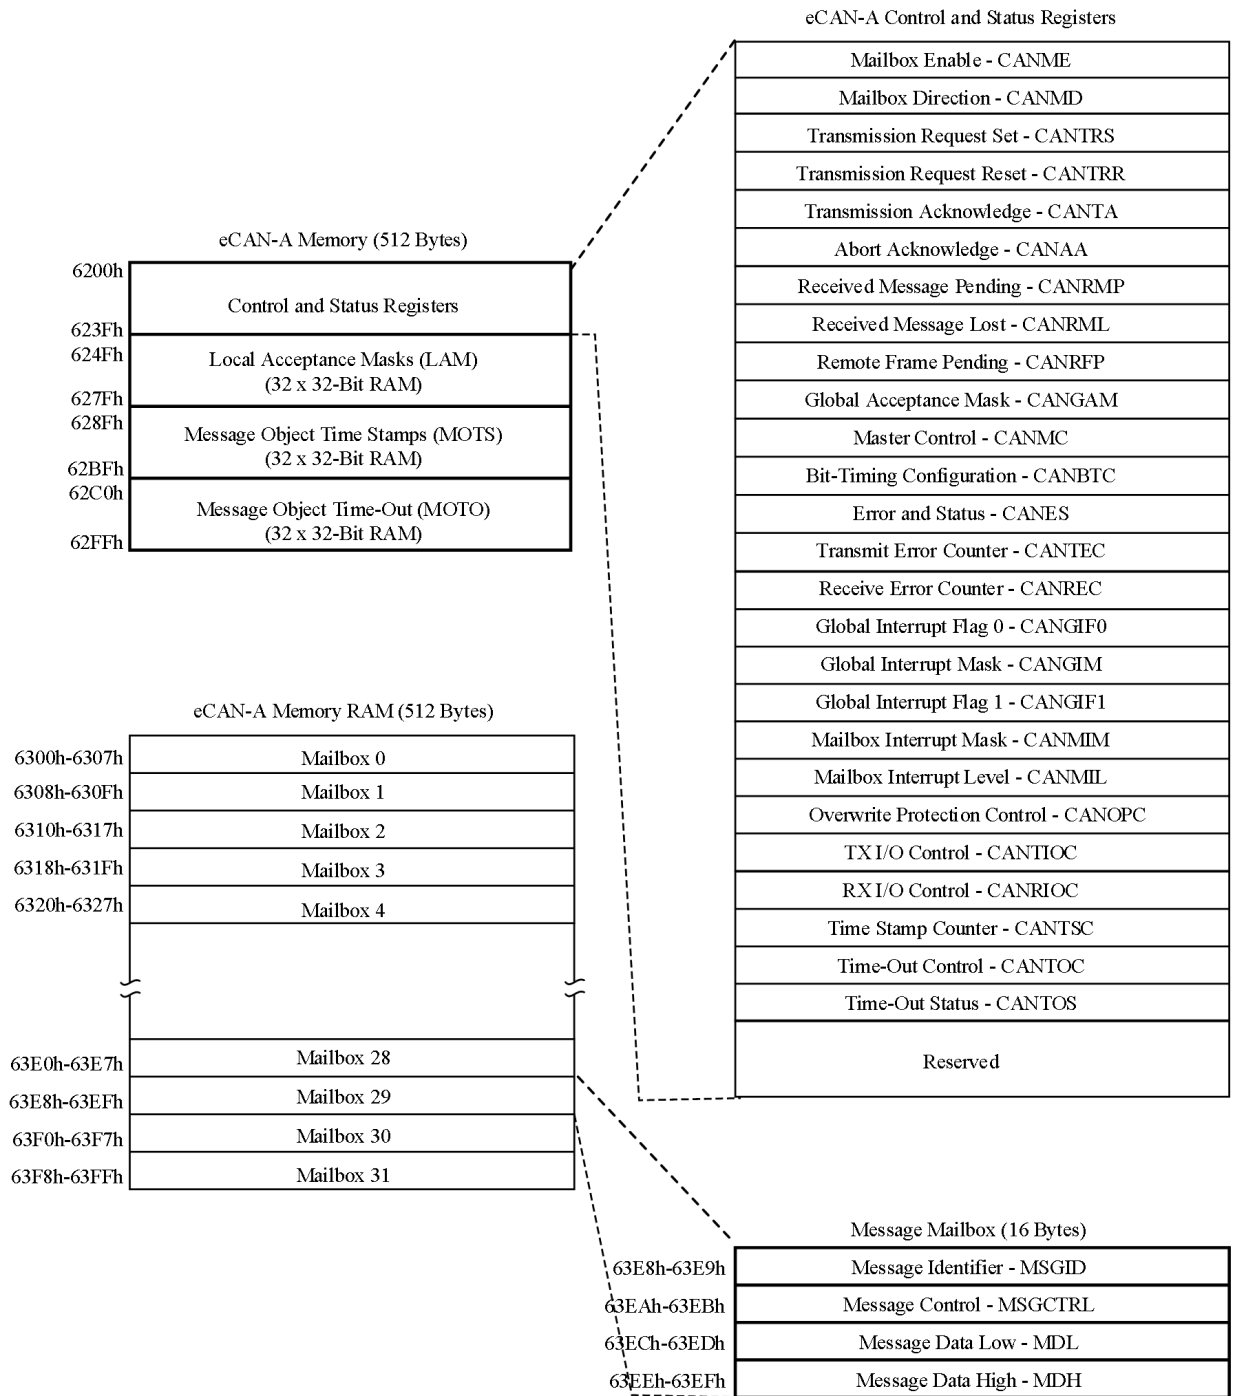 eCAN-A Control and Status Registers
Mailbox Enable - CANME
Mailbox Direction - CANMD
Transmission Request Set - CANTRS
Transmission Request Reset - CANTRR
Transmission Acknowledge - CANTA
Abort Acknowledge - CANAA
Received Message Pending - CANRMP
Received Message Lost - CANRML
Remote Frame Pending - CANRFP
Global Acceptance Mask - CANGAM
Master Control - CANMC
Bit-Timing Configuration - CANBTC
Error and Status - CANES
Transmit Error Counter - CANTEC
Receive Error Counter - CANREC
Global Interrupt Flag 0 - CANGIF0
Global Interrupt Mask - CANGIM
Global Interrupt Flag 1 - CANGIF1
Mailbox Interrupt Mask - CANMIM
Mailbox Interrupt Level - CANMIL
Overwrite Protection Control - CANOPC
TX I/O Control - CANTIOC
RX I/O Control - CANRIOC
Time Stamp Counter - CANTSC
Time-Out Control - CANTOC
Time-Out Status - CANTOS
Reserved
eCAN-A Memory (512 Bytes)
6200h
Control and Status Registers
623Fh
624Fh
Local Acceptance Masks (LAM)
(32 x 32-Bit RAM)
627Fh
628Fh
Message Object Time Stamps (MOTS)
(32 x 32-Bit RAM)
62BFh
62C0h
Message Object Time-Out (MOTO)
(32 x 32-Bit RAM)
62FFh
eCAN-A Memory RAM (512 Bytes)
6300h-6307h Mailbox 0
6308h-630Fh Mailbox 1
6310h-6317h Mailbox 2
6318h-631Fh Mailbox 3
6320h-6327h Mailbox 4
63E0h-63E7h Mailbox 28
63E8h-63EFh Mailbox 29
63F0h-63F7h Mailbox 30
63F8h-63FFh Mailbox 31
Message Mailbox (16 Bytes)
63E8h-63E9h Message Identifier - MSGID
63EAh-63EBh Message Control - MSGCTRL
63ECh-63EDh Message Data Low - MDL
63EEh-63EFh Message Data High - MDH